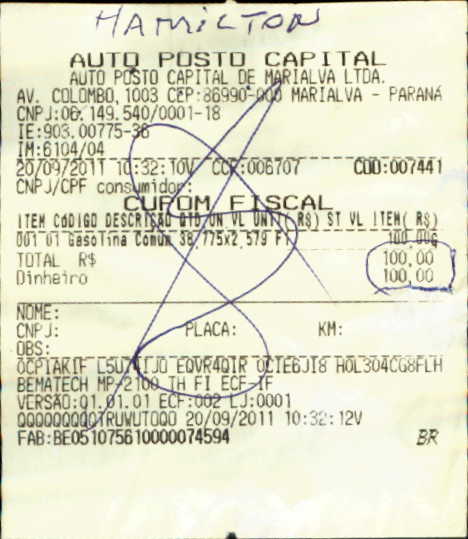 HAMILTON
AUTO POSTO CAPITAL
AUTO POSTO CAPITAL DE MARIALVA LTDA.
AV. COLOMBO, 1003 CEP:86990-000 MARIALVA - PARANÁ
CNPJ:06.149.540/0001-18
IE:903.00775-36
IM:6104/04
20/09/2011 10:32:10V CCF:006707 COO:007441
CNPJ/CPF consumidor:
CUPOM FISCAL
ITEM CÓDIGO DESCRIÇÃO QTD UN VL UNIT( R$) ST VL ITEM( R$)
001 01 Gasolina Comum 38,775x2,579 F1 100,00G
TOTAL R$ 100,00
Dinheiro 100,00
NOME:
CNPJ: PLACA: KM:
OBS:
EQVR4QIR OCIE6JI8 HOL304CG8FLH
BEMATECH MP-2100 TH FI ECF-IF
VERSÃO:01.01.01 ECF:002 LJ:0001
20/09/2011 10:32:12V
FAB:BE051075610000074594 BR